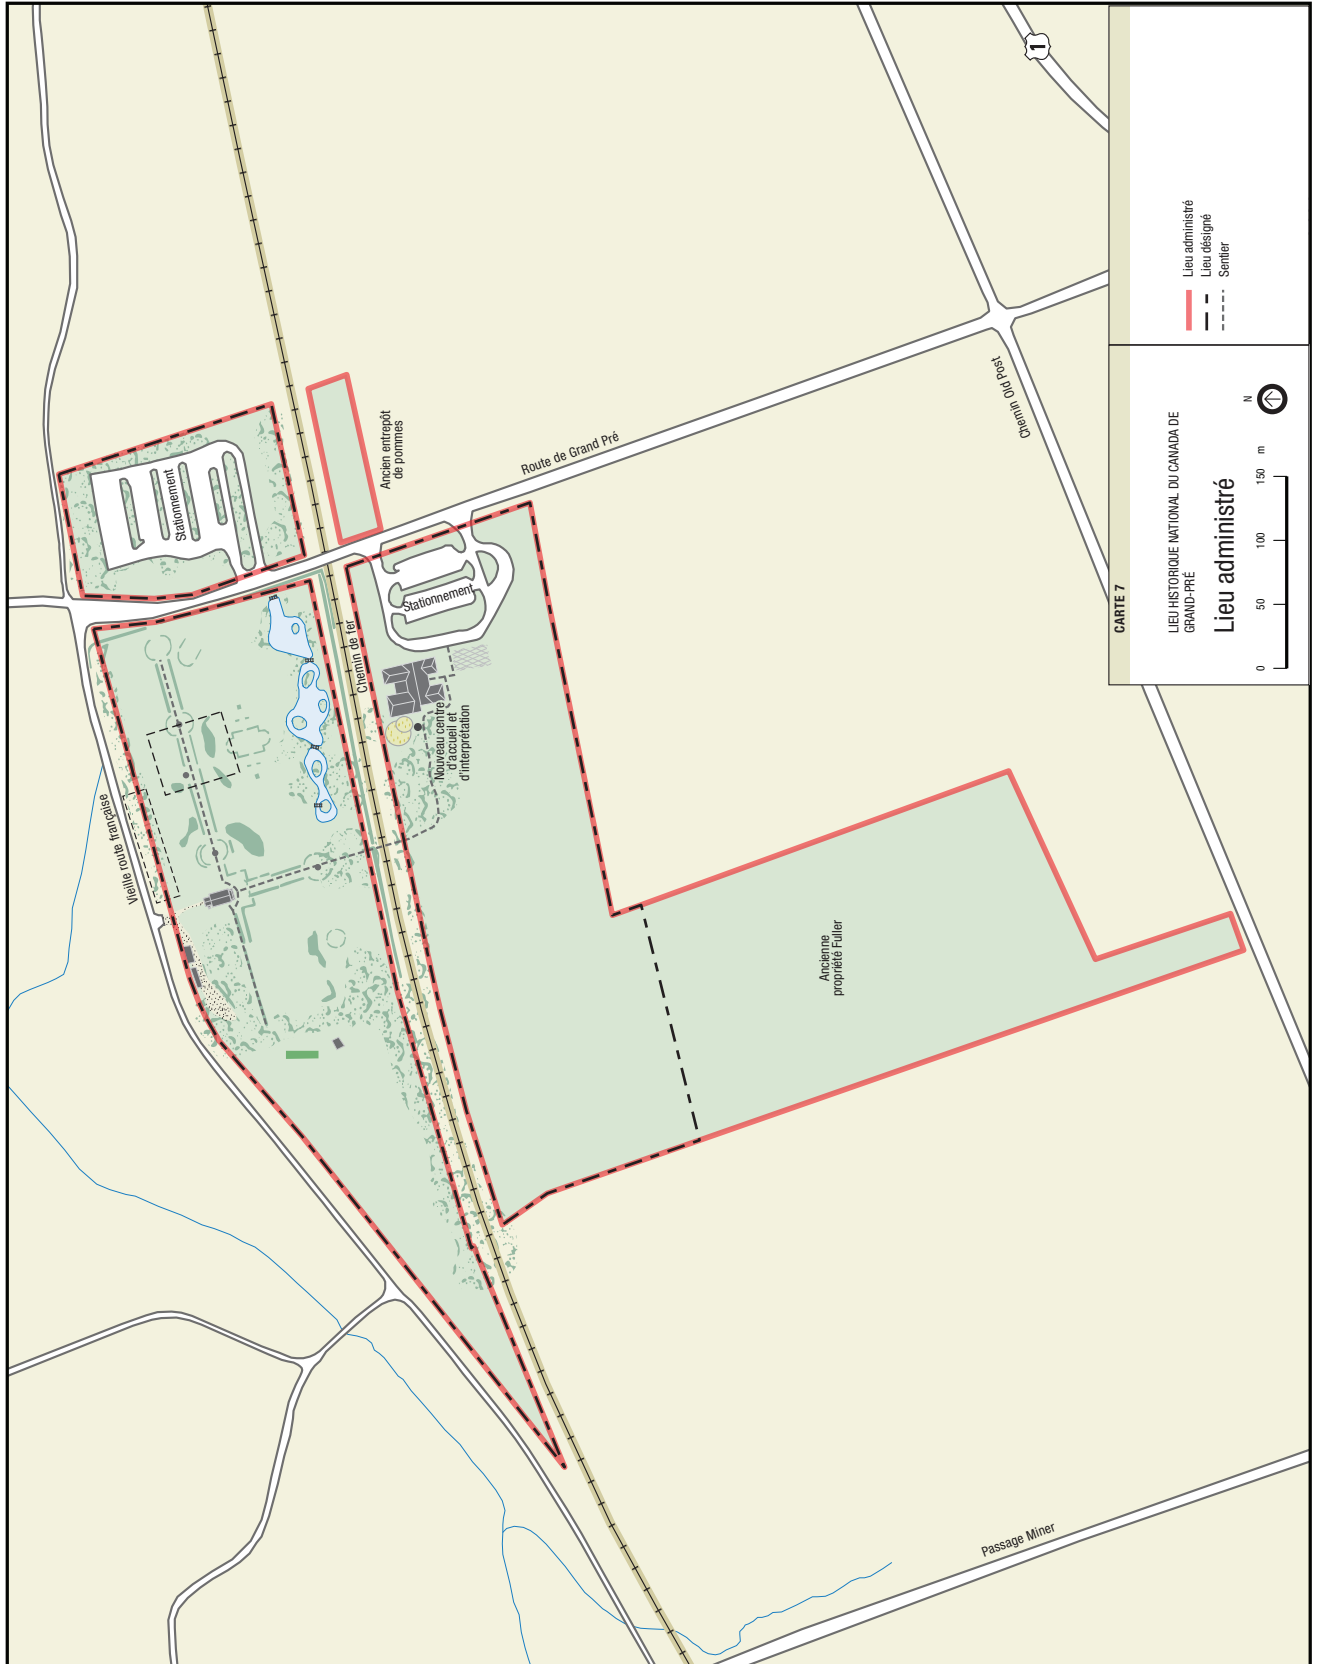 1
Stationnement
Ancien entrepôt
de pommes
Route de Grand Pré
Chemin Old Post
Stationnement
Chemin de fer
Nouveau centre
d'accueil et
d'interprétation
Vieille route française
Ancienne
propriété Fuller
Passage Miner
CARTE 7
LIEU HISTORIQUE NATIONAL DU CANADA DE
GRAND-PRÉ
Lieu administré
0 50 100 150 m
N
Lieu administré
Lieu désigné
Sentier